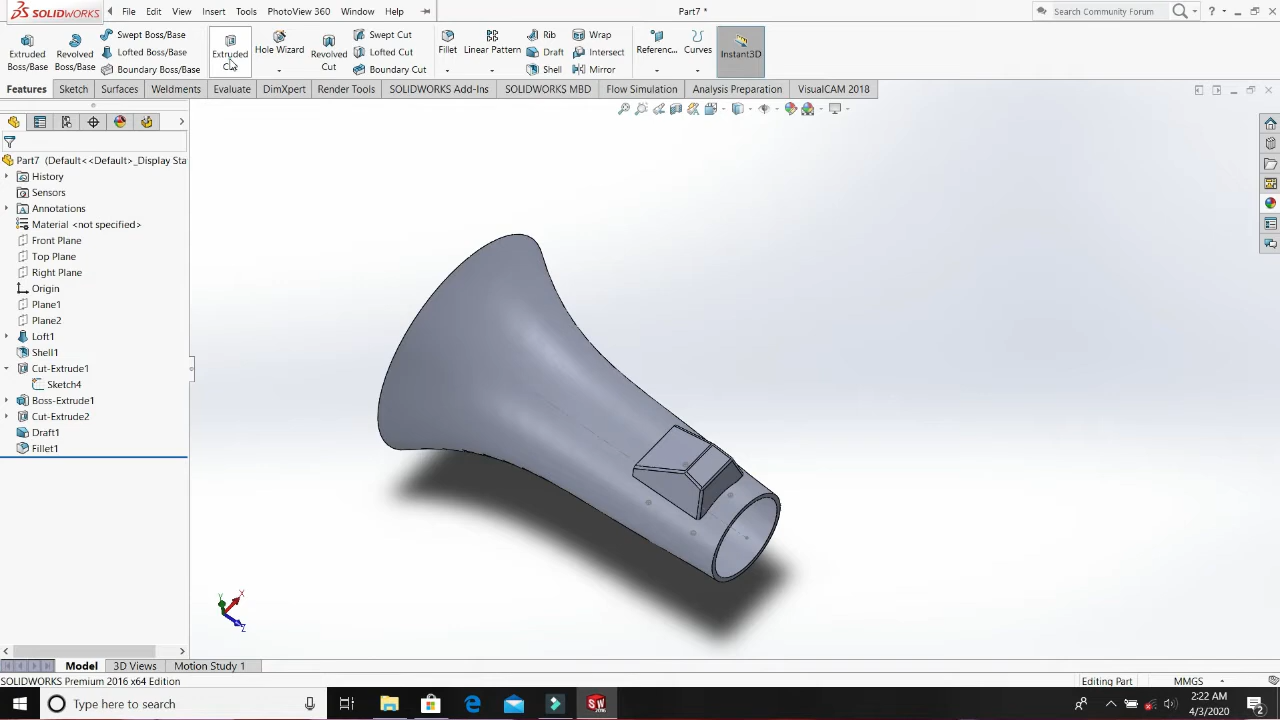 SOLIDWORKS File Edit View Insert Tools PhotoView 360 Window Help Part7 * Search Community Forum ?
Extruded Boss/Base Revolved Boss/Base Swept Boss/Base Extruded Hole Wizard Revolved Cut Swept Cut Fillet Linear Pattern Rib Wrap Referenc... Curves Instant3D
Lofted Boss/Base Lofted Cut Draft Intersect
Boundary Boss/Base Boundary Cut Shell Mirror
Features Sketch Surfaces Weldments Evaluate DimXpert Render Tools SOLIDWORKS Add-Ins SOLIDWORKS MBD Flow Simulation Analysis Preparation VisualCAM 2018
Part7 (Default<<Default>_Display Sta
History
Sensors
Annotations
Material <not specified>
Front Plane
Top Plane
Right Plane
Origin
Plane1
Plane2
Loft1
Shell1
Cut-Extrude1
Sketch4
Boss-Extrude1
Cut-Extrude2
Draft1
Fillet1
Y X Z
Model 3D Views Motion Study 1
SOLIDWORKS Premium 2016 x64 Edition Editing Part MMGS
Type here to search 2:22 AM
4/3/2020